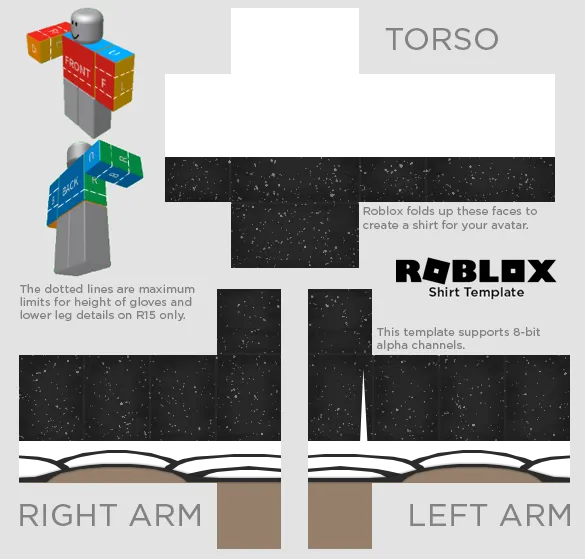 TORSO
FRONT
F
L
BACK
R
B
Roblox folds up these faces to
create a shirt for your avatar.
ROBLOX
Shirt Template
The dotted lines are maximum
limits for height of gloves and
lower leg details on R15 only.
This template supports 8-bit
alpha channels.
RIGHT ARM
LEFT ARM